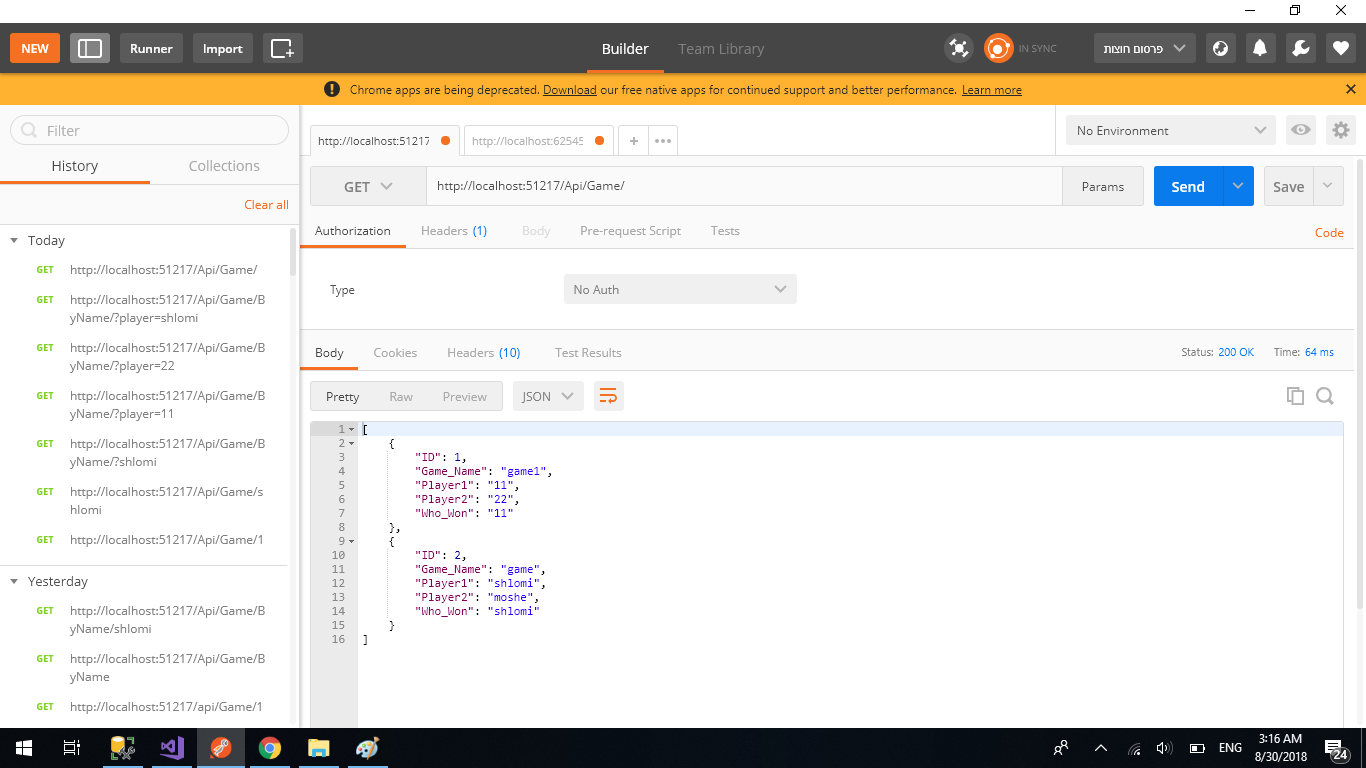 NEW Runner Import Builder Team Library IN SYNC פרסום חוצות
Chrome apps are being deprecated. Download our free native apps for continued support and better performance. Learn more
Filter
History Collections
Clear all
Today
GET http://localhost:51217/Api/Game/
GET http://localhost:51217/Api/Game/B
yName/?player=shlomi
GET http://localhost:51217/Api/Game/B
yName/?player=22
GET http://localhost:51217/Api/Game/B
yName/?player=11
GET http://localhost:51217/Api/Game/B
yName/?shlomi
GET http://localhost:51217/Api/Game/s
hlomi
GET http://localhost:51217/Api/Game/1
Yesterday
GET http://localhost:51217/Api/Game/B
yName/shlomi
GET http://localhost:51217/Api/Game/B
yName
GET http://localhost:51217/api/Game/1
http://localhost:51217 http://localhost:62545 + •••
No Environment
GET http://localhost:51217/Api/Game/ Params Send Save
Authorization Headers (1) Body Pre-request Script Tests Code
Type No Auth
Body Cookies Headers (10) Test Results Status: 200 OK Time: 64 ms
Pretty Raw Preview JSON
1 [
2 {
3 "ID": 1,
4 "Game_Name": "game1",
5 "Player1": "11",
6 "Player2": "22",
7 "Who_Won": "11"
8 },
9 {
10 "ID": 2,
11 "Game_Name": "game",
12 "Player1": "shlomi",
13 "Player2": "moshe",
14 "Who_Won": "shlomi"
15 }
16 ]
ENG 3:16 AM
8/30/2018
24